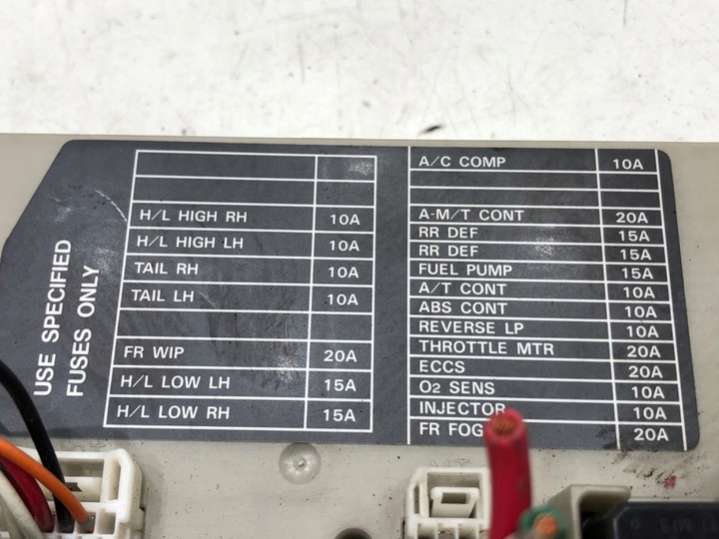 USE SPECIFIED
FUSES ONLY
H/L HIGH RH 10A
H/L HIGH LH 10A
TAIL RH 10A
TAIL LH 10A
FR WIP 20A
H/L LOW LH 15A
H/L LOW RH 15A
A/C COMP 10A
A-M/T CONT 20A
RR DEF 15A
RR DEF 15A
FUEL PUMP 15A
A/T CONT 10A
ABS CONT 10A
REVERSE LP 10A
THROTTLE MTR 20A
ECCS 20A
O2 SENS 10A
INJECTOR 10A
FR FOG 20A